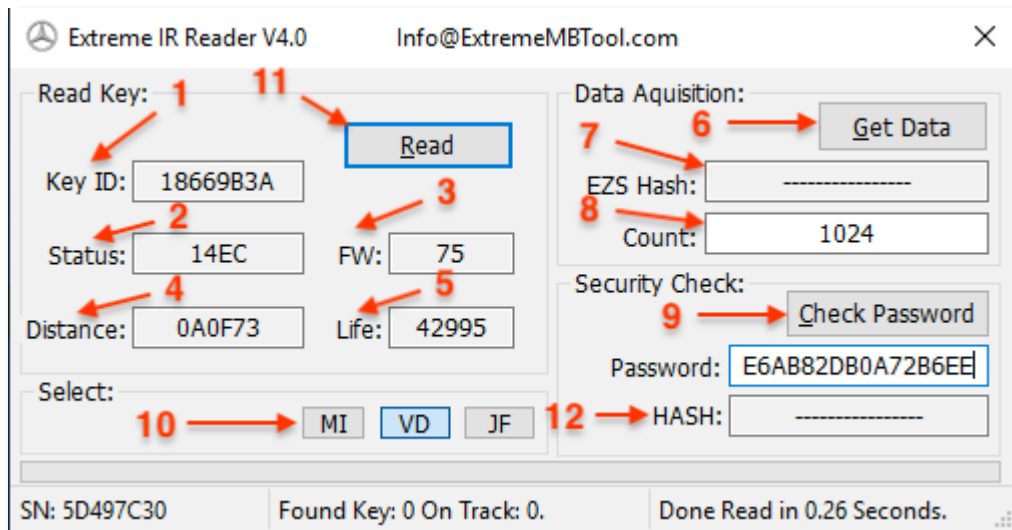 Extreme IR Reader V4.0 Info@ExtremeMBTool.com
Read Key: 1 11
Read
Key ID: 18669B3A
2 3
Status: 14EC FW: 75
4 5
Distance: 0A0F73 Life: 42995
Select:
10 MI VD JF
Data Aquisition:
6 Get Data
7
EZS Hash: ----------------
8
Count: 1024
Security Check:
9 Check Password
Password: E6AB82DB0A72B6EE
12 HASH: ----------------
SN: 5D497C30 Found Key: 0 On Track: 0. Done Read in 0.26 Seconds.